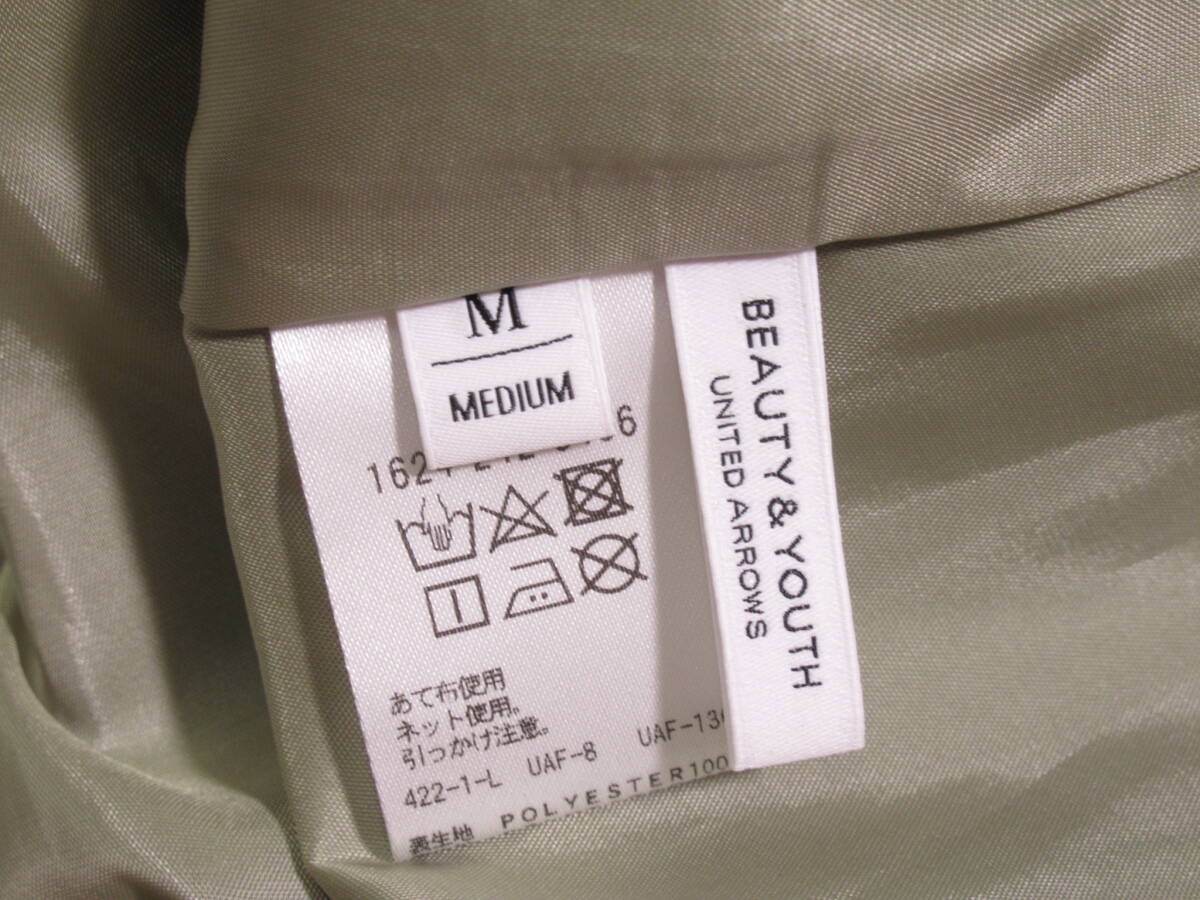 M
MEDIUM
BEAUTY & YOUTH
UNITED ARROWS
あて布使用
ネット使用。
引っかけ注意。
422-1-L UAF-8
POLYESTER100